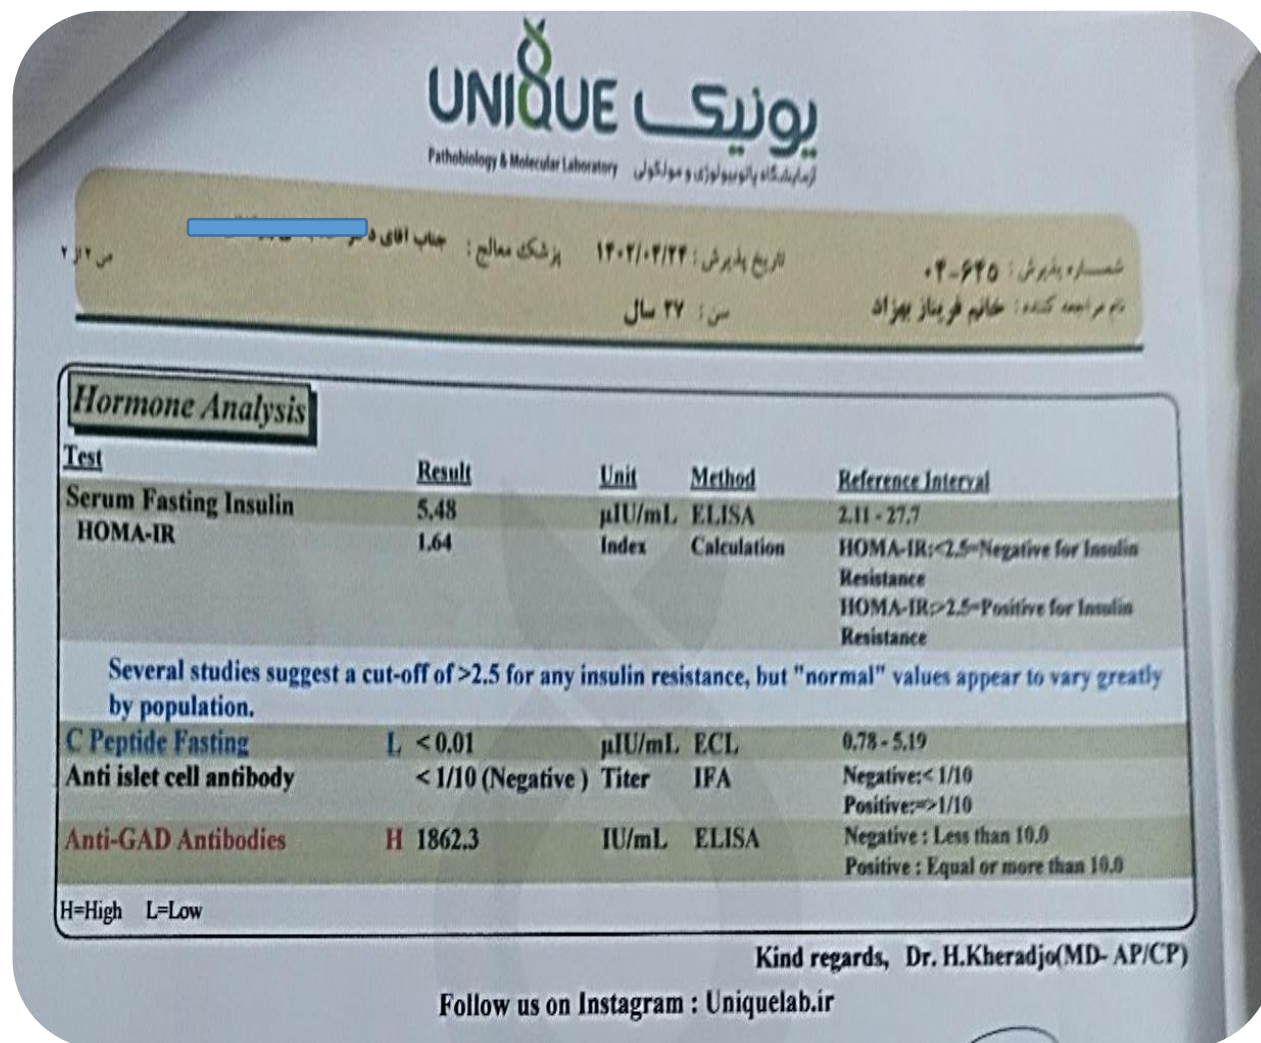 UNIQUE یونیک
Pathobiology & Molecular Laboratory آزمایشگاه پاتوبیولوژی و مولکولی
شماره پذیرش : ۰۴-۶۴۵ تاریخ پذیرش : ۱۴۰۲/۰۴/۲۴ پزشک معالج : جناب آقای ص ۲ از ۲
نام مراجعه کننده : خانم فریناز بهزاد سن : ۲۷ سال
Hormone Analysis
Test Result Unit Method Reference Interval
Serum Fasting Insulin 5.48 µIU/mL ELISA 2.11 - 27.7
HOMA-IR 1.64 Index Calculation HOMA-IR:<2.5=Negative for Insulin
Resistance
HOMA-IR:>2.5=Positive for Insulin
Resistance
Several studies suggest a cut-off of >2.5 for any insulin resistance, but "normal" values appear to vary greatly
by population.
C Peptide Fasting L <0.01 µIU/mL ECL 0.78 - 5.19
Anti islet cell antibody < 1/10 (Negative ) Titer IFA Negative:< 1/10
Positive:=>1/10
Anti-GAD Antibodies H 1862.3 IU/mL ELISA Negative : Less than 10.0
Positive : Equal or more than 10.0
H=High L=Low
Kind regards, Dr. H.Kheradjo(MD- AP/CP)
Follow us on Instagram : Uniquelab.ir